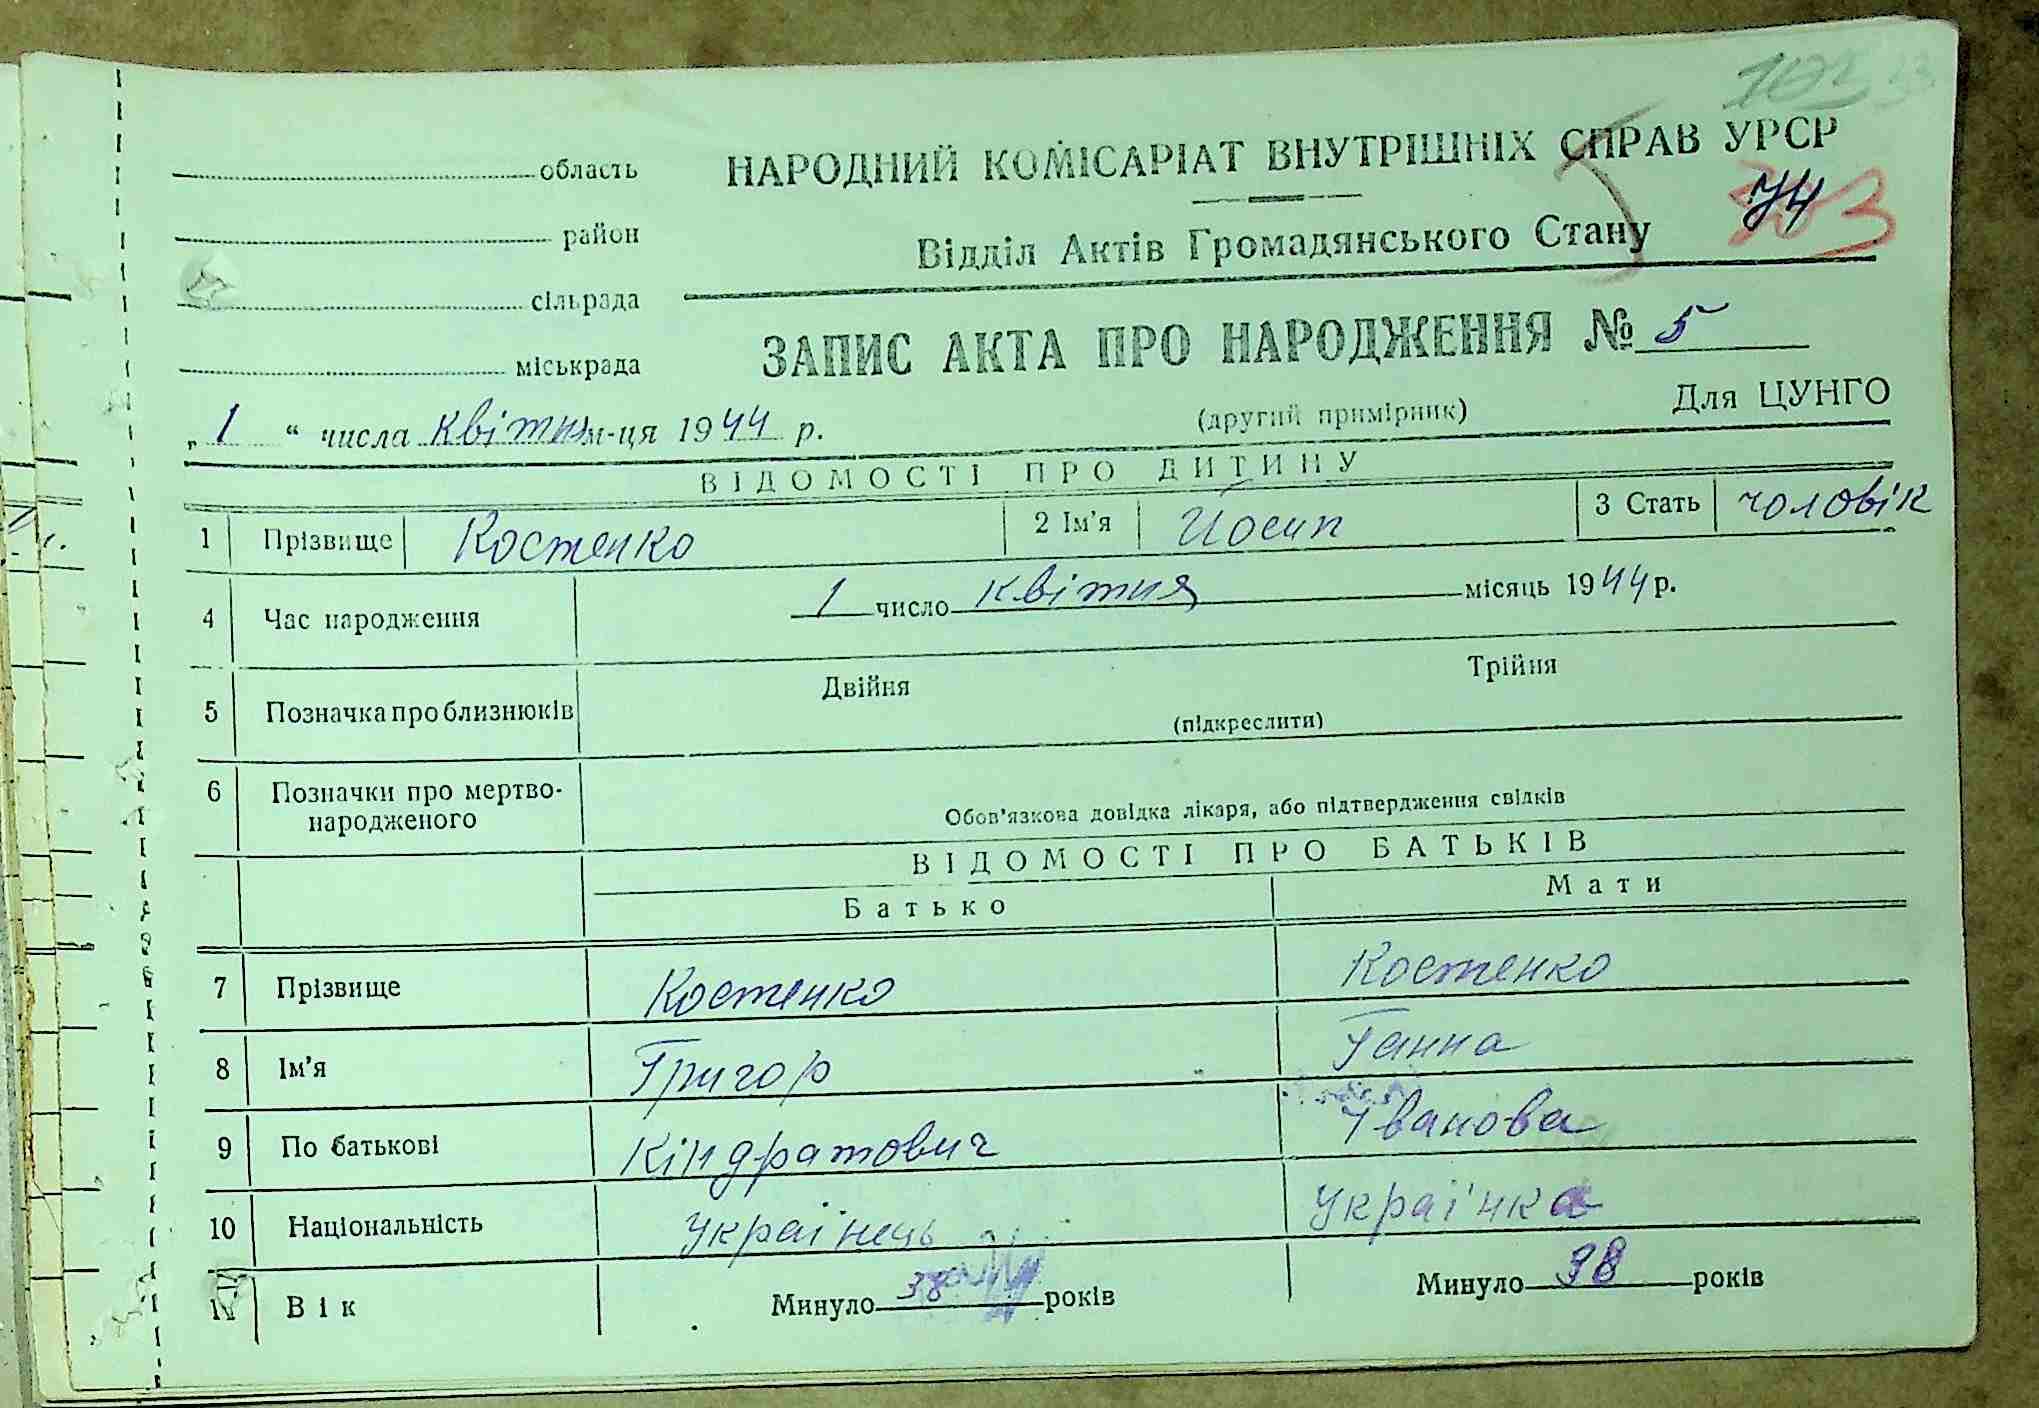 103
НАРОДНИЙ КОМІСАРІАТ ВНУТРІШНІХ СПРАВ УРСР
область
район
74
Відділ Актів Громадянського Стану
сільрада
міськрада
ЗАПИС АКТА ПРО НАРОДЖЕННЯ № 5
„ 1 “ числа квітня м-ця 1944 р.
(другий примірник)
Для ЦУНГО
ВІДОМОСТІ ПРО ДИТИНУ
1 Прізвище Костенко 2 Ім'я Йосип 3 Стать чоловік
4 Час народження 1 число квітня місяць 1944 р.
5 Позначка про близнюків Двійня Трійня
(підкреслити)
6 Позначки про мертво-
народженого
Обов'язкова довідка лікаря, або підтвердження свідків
ВІДОМОСТІ ПРО БАТЬКІВ
Батько Мати
7 Прізвище Костенко Костенко
8 Ім'я Григор Ганна
9 По батькові Кіндратович Іванова
10 Національність Українець Українка
11 Вік Минуло 38 років Минуло 38 років